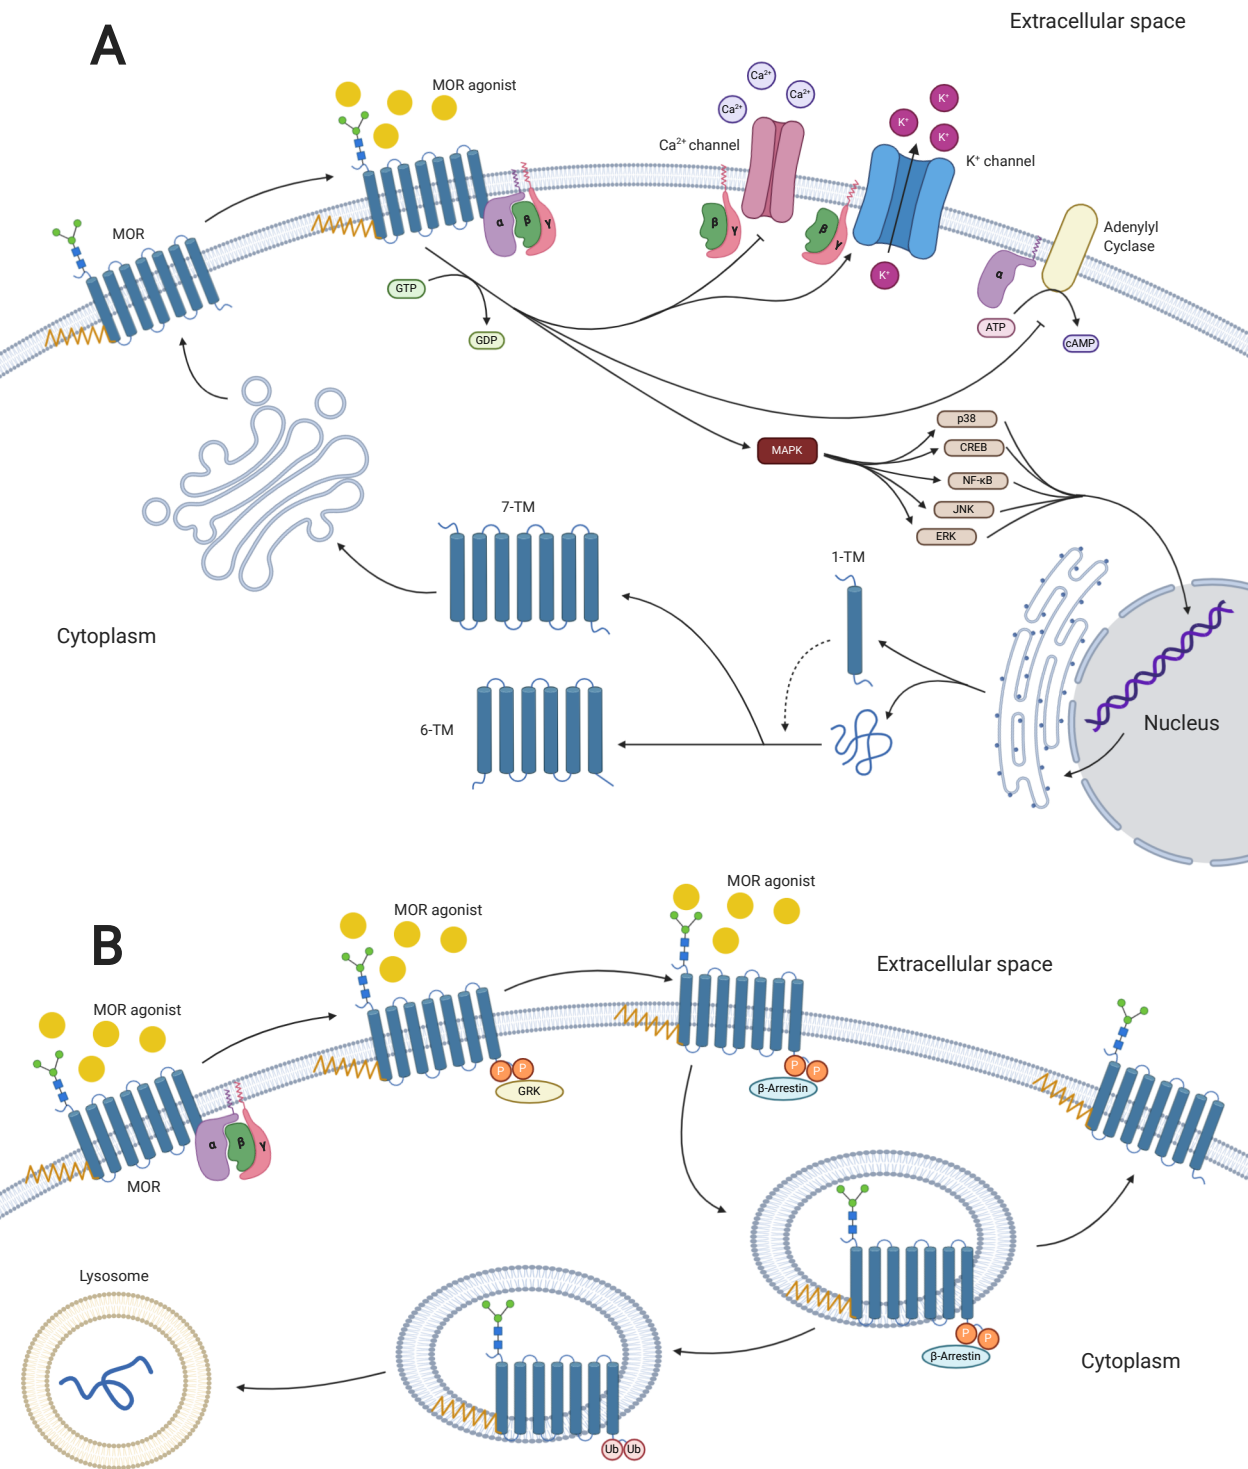 A
Extracellular space
MOR agonist
Ca²⁺
Ca²⁺
Ca²⁺
K⁺
K⁺
K⁺
Ca²⁺ channel
K⁺ channel
MOR
α
β
γ
β
γ
β
γ
Adenylyl
Cyclase
α
K⁺
GTP
GDP
ATP
cAMP
MAPK
p38
CREB
NF-κB
JNK
ERK
7-TM
1-TM
Cytoplasm
6-TM
Nucleus
B
MOR agonist
MOR agonist
MOR agonist
Extracellular space
P
P
GRK
P
P
β-Arrestin
α
β
γ
MOR
Lysosome
P
P
β-Arrestin
Cytoplasm
Ub
Ub